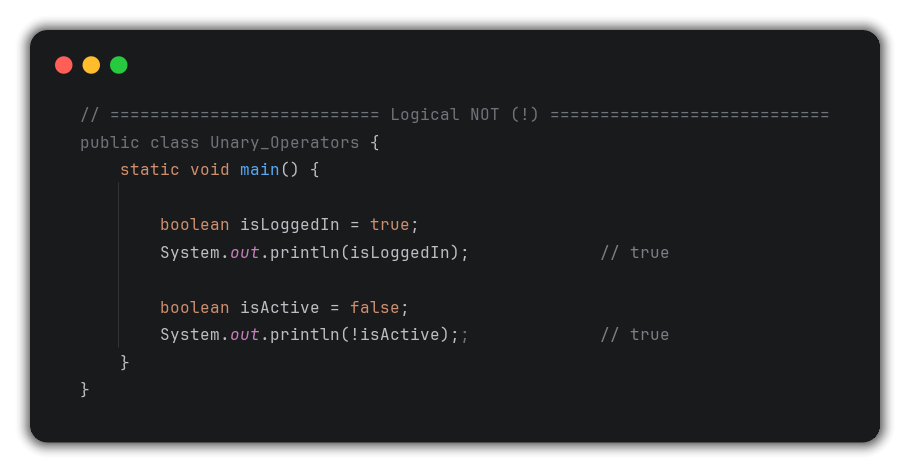 // =========================== Logical NOT (!) ============================
public class Unary_Operators {
    static void main() {
        boolean isLoggedIn = true;
        System.out.println(isLoggedIn);             // true
        boolean isActive = false;
        System.out.println(!isActive);;             // true
    }
}